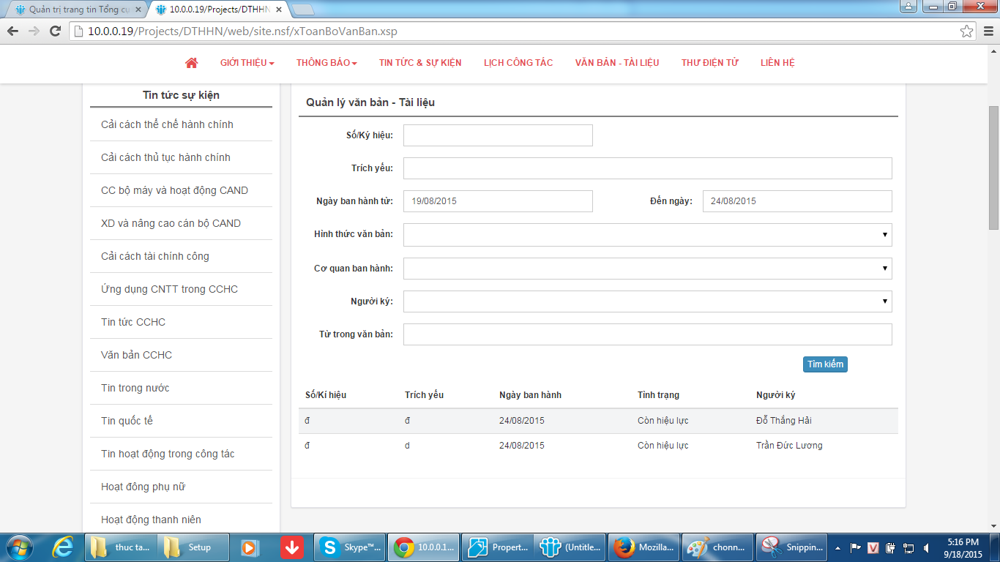 Quản trị trang tin Tổng cụ
10.0.0.19/Projects/DTHHN
10.0.0.19/Projects/DTHHN/web/site.nsf/xToanBoVanBan.xsp
GIỚI THIỆU THÔNG BÁO TIN TỨC & SỰ KIỆN LỊCH CÔNG TÁC VĂN BẢN - TÀI LIỆU THƯ ĐIỆN TỬ LIÊN HỆ
Tin tức sự kiện
Cải cách thể chế hành chính
Cải cách thủ tục hành chính
CC bộ máy và hoạt động CAND
XD và nâng cao cán bộ CAND
Cải cách tài chính công
Ứng dụng CNTT trong CCHC
Tin tức CCHC
Văn bản CCHC
Tin trong nước
Tin quốc tế
Tin hoạt động trong công tác
Hoạt đông phụ nữ
Hoạt động thanh niên
Quản lý văn bản - Tài liệu
Số/Ký hiệu:
Trích yếu:
Ngày ban hành từ: 19/08/2015 Đến ngày: 24/08/2015
Hình thức văn bản:
Cơ quan ban hành:
Người ký:
Từ trong văn bản:
Tìm kiếm
Số/Kí hiệu Trích yếu Ngày ban hành Tình trạng Người ký
đ đ 24/08/2015 Còn hiệu lực Đỗ Thắng Hải
đ d 24/08/2015 Còn hiệu lực Trần Đức Lương
thuc ta... Setup Skype™... 10.0.0.1... Propert... (Untitle... Mozilla... chonn... Snippin... V 5:16 PM
9/18/2015